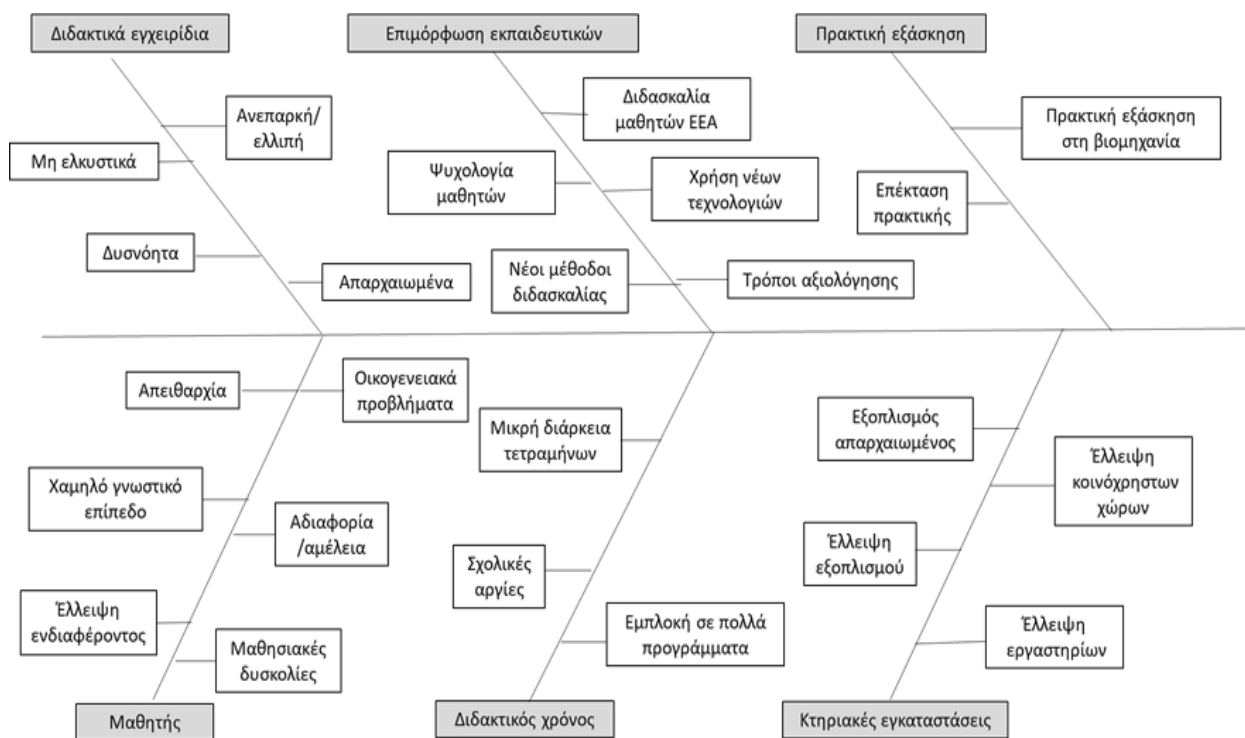 Διδακτικά εγχειρίδια
Επιμόρφωση εκπαιδευτικών
Πρακτική εξάσκηση
Ανεπαρκή/
ελλιπή
Μη ελκυστικά
Δυσνόητα
Απαρχαιωμένα
Διδασκαλία
μαθητών ΕΕΑ
Ψυχολογία
μαθητών
Χρήση νέων
τεχνολογιών
Νέοι μέθοδοι
διδασκαλίας
Τρόποι αξιολόγησης
Πρακτική εξάσκηση
στη βιομηχανία
Επέκταση
πρακτικής
Απειθαρχία
Οικογενειακά
προβλήματα
Χαμηλό γνωστικό
επίπεδο
Αδιαφορία
/αμέλεια
Έλλειψη
ενδιαφέροντος
Μαθησιακές
δυσκολίες
Μικρή διάρκεια
τετραμήνων
Σχολικές
αργίες
Εμπλοκή σε πολλά
προγράμματα
Εξοπλισμός
απαρχαιωμένος
Έλλειψη
κοινόχρηστων
χώρων
Έλλειψη
εξοπλισμού
Έλλειψη
εργαστηρίων
Μαθητής
Διδακτικός χρόνος
Κτηριακές εγκαταστάσεις